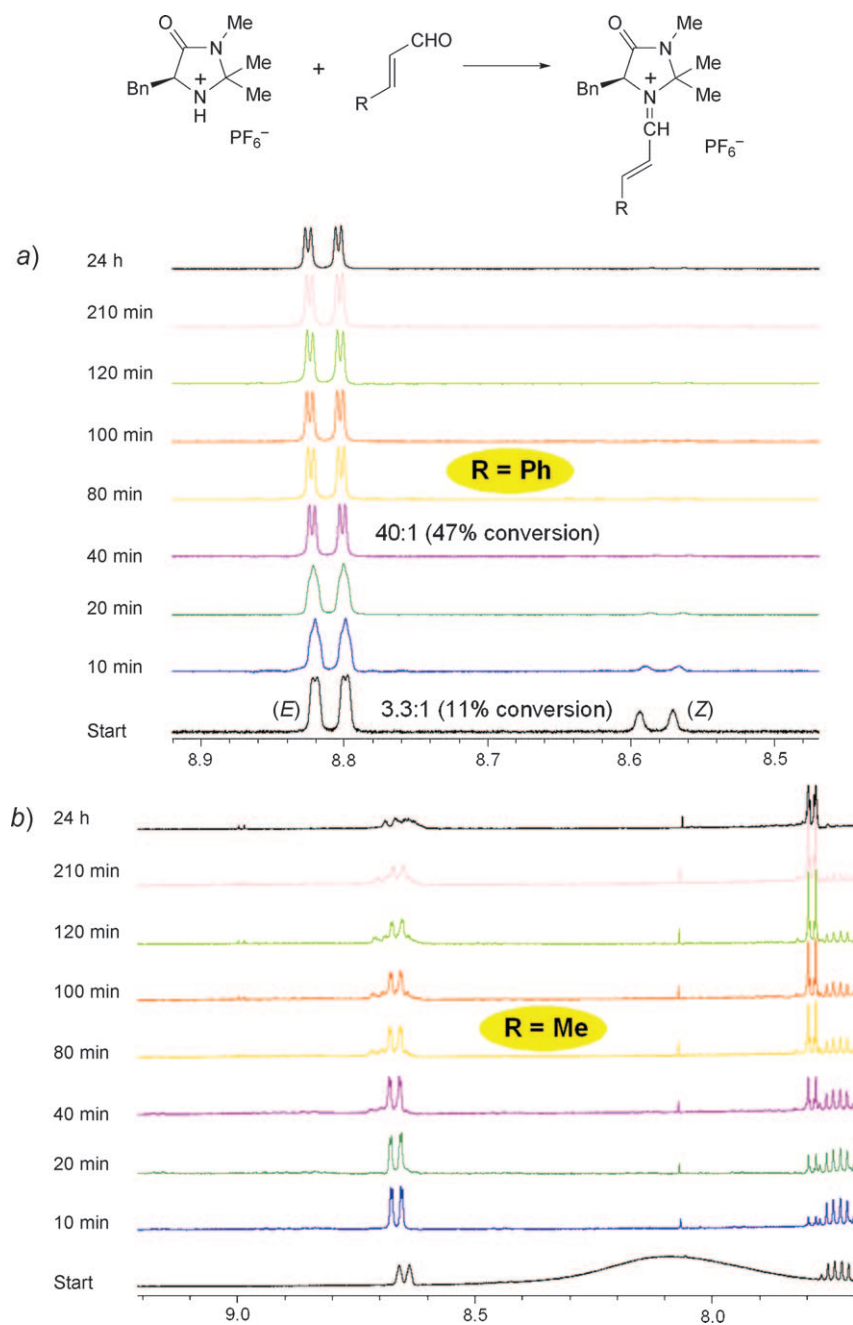 O
N
Me
Me
Me
N
H
+
Bn
PF6−
+
CHO
R
O
N
Me
Me
Me
N
+
Bn
CH
R
PF6−
a)
24 h
210 min
120 min
100 min
R = Ph
80 min
40:1 (47% conversion)
40 min
20 min
10 min
(E) 3.3:1 (11% conversion) (Z)
Start
8.9 8.8 8.7 8.6 8.5
b)
24 h
210 min
120 min
100 min
R = Me
80 min
40 min
20 min
10 min
Start
9.0 8.5 8.0